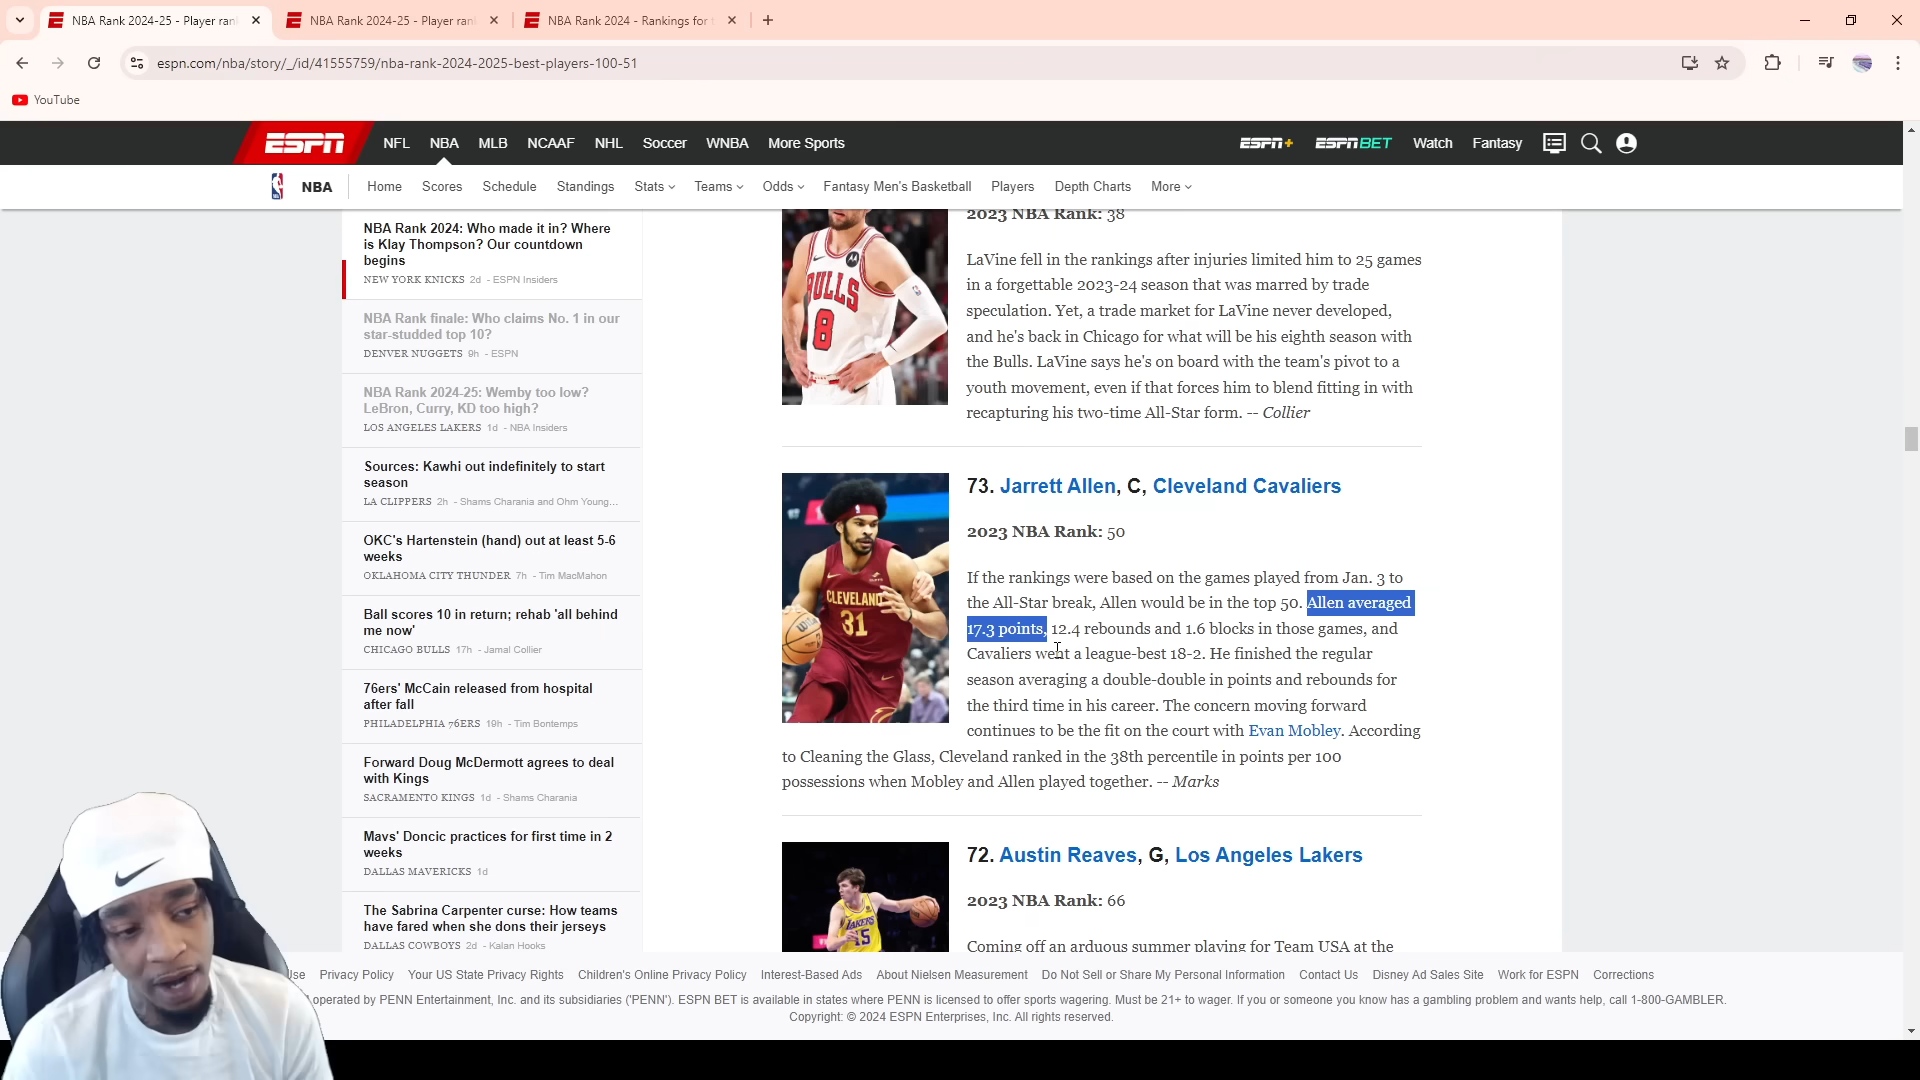 NBA Rank 2024-25 - Player ran
NBA Rank 2024-25 - Player ran
NBA Rank 2024 - Rankings for t
espn.com/nba/story/_/id/41555759/nba-rank-2024-2025-best-players-100-51
YouTube
ESPN NFL NBA MLB NCAAF NHL Soccer WNBA More Sports ESPN+ ESPN BET Watch Fantasy
NBA Home Scores Schedule Standings Stats Teams Odds Fantasy Men's Basketball Players Depth Charts More
NBA Rank 2024: Who made it in? Where
is Klay Thompson? Our countdown
begins
NEW YORK KNICKS 2d - ESPN Insiders
NBA Rank finale: Who claims No. 1 in our
star-studded top 10?
DENVER NUGGETS 9h - ESPN
NBA Rank 2024-25: Wemby too low?
LeBron, Curry, KD too high?
LOS ANGELES LAKERS 1d - NBA Insiders
Sources: Kawhi out indefinitely to start
season
LA CLIPPERS 2h - Shams Charania and Ohm Young...
OKC's Hartenstein (hand) out at least 5-6
weeks
OKLAHOMA CITY THUNDER 7h - Tim MacMahon
Ball scores 10 in return; rehab 'all behind
me now'
CHICAGO BULLS 17h - Jamal Collier
76ers' McCain released from hospital
after fall
PHILADELPHIA 76ERS 19h - Tim Bontemps
Forward Doug McDermott agrees to deal
with Kings
SACRAMENTO KINGS 1d - Shams Charania
Mavs' Doncic practices for first time in 2
weeks
DALLAS MAVERICKS 1d
The Sabrina Carpenter curse: How teams
have fared when she dons their jerseys
DALLAS COWBOYS 2d - Kalan Hooks
BULLS
8
2023 NBA Rank: 38
LaVine fell in the rankings after injuries limited him to 25 games
in a forgettable 2023-24 season that was marred by trade
speculation. Yet, a trade market for LaVine never developed,
and he's back in Chicago for what will be his eighth season with
the Bulls. LaVine says he's on board with the team's pivot to a
youth movement, even if that forces him to blend fitting in with
recapturing his two-time All-Star form. -- Collier
CLEVELAND
31
73. Jarrett Allen, C, Cleveland Cavaliers
2023 NBA Rank: 50
If the rankings were based on the games played from Jan. 3 to
the All-Star break, Allen would be in the top 50. Allen averaged
17.3 points, 12.4 rebounds and 1.6 blocks in those games, and
Cavaliers went a league-best 18-2. He finished the regular
season averaging a double-double in points and rebounds for
the third time in his career. The concern moving forward
continues to be the fit on the court with Evan Mobley. According
to Cleaning the Glass, Cleveland ranked in the 38th percentile in points per 100
possessions when Mobley and Allen played together. -- Marks
LAKERS
15
72. Austin Reaves, G, Los Angeles Lakers
2023 NBA Rank: 66
Coming off an arduous summer playing for Team USA at the
Use Privacy Policy Your US State Privacy Rights Children's Online Privacy Policy Interest-Based Ads About Nielsen Measurement Do Not Sell or Share My Personal Information Contact Us Disney Ad Sales Site Work for ESPN Corrections
operated by PENN Entertainment, Inc. and its subsidiaries ('PENN'). ESPN BET is available in states where PENN is licensed to offer sports wagering. Must be 21+ to wager. If you or someone you know has a gambling problem and wants help, call 1-800-GAMBLER.
Copyright: © 2024 ESPN Enterprises, Inc. All rights reserved.